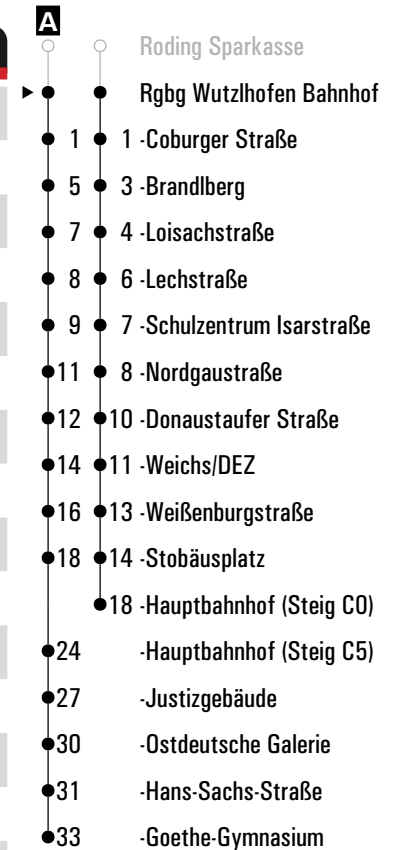 A
Roding Sparkasse
Rgbg Wutzlhofen Bahnhof
1 1 -Coburger Straße
5 3 -Brandlberg
7 4 -Loisachstraße
8 6 -Lechstraße
9 7 -Schulzentrum Isarstraße
11 8 -Nordgaustraße
12 10 -Donaustaufer Straße
14 11 -Weichs/DEZ
16 13 -Weißenburgstraße
18 14 -Stobäusplatz
18 -Hauptbahnhof (Steig C0)
24 -Hauptbahnhof (Steig C5)
27 -Justizgebäude
30 -Ostdeutsche Galerie
31 -Hans-Sachs-Straße
33 -Goethe-Gymnasium